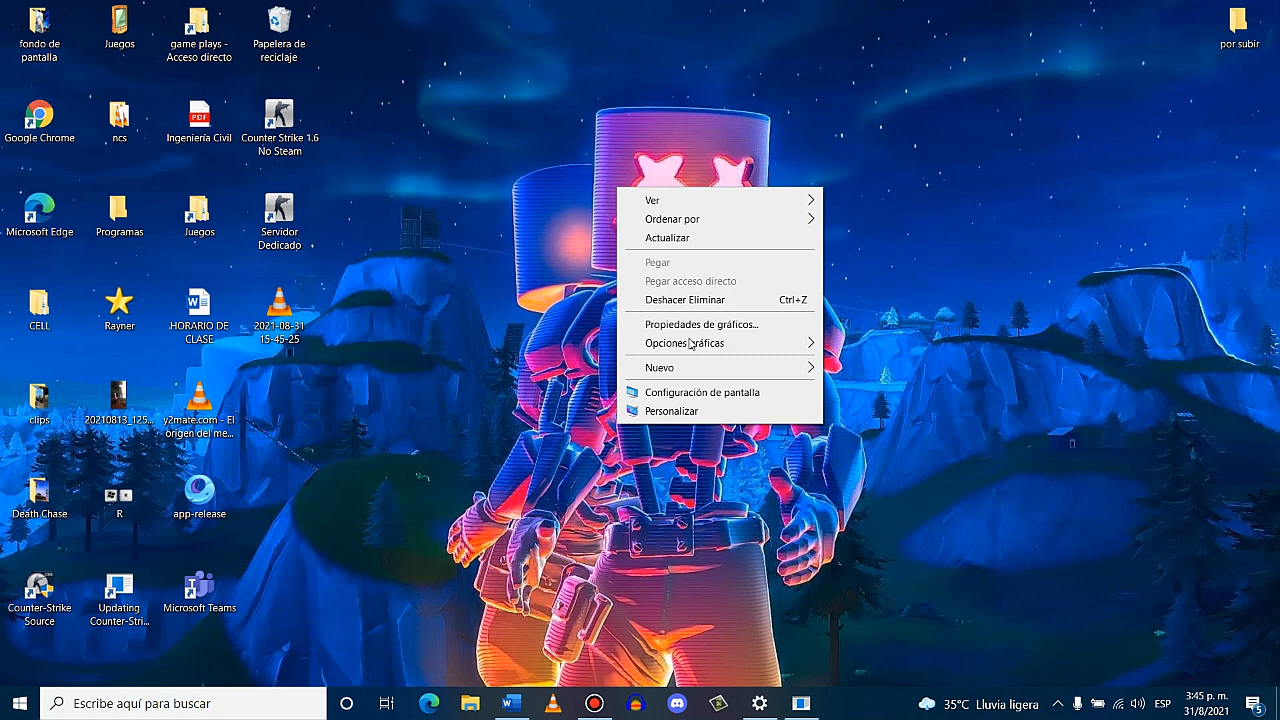 fondo de
pantalla
Juegos
game plays -
Acceso directo
Papelera de
reciclaje
por subir
Google Chrome
ncs
PDF
Ingeniería Civil
Counter Strike 1.6
No Steam
Microsoft Edge
Programas
Juegos
Servidor
Dedicado
CELL
Rayner
HORARIO DE
CLASE
2021-08-31
15-45-25
clips
20210813_125...
y2mate.com - El
origen del me...
Death Chase
R
app-release
Counter-Strike
Source
Updating
Counter-Stri...
Microsoft Teams
Ver
Ordenar por
Actualizar
Pegar
Pegar acceso directo
Deshacer Eliminar Ctrl+Z
Propiedades de gráficos...
Opciones gráficas
Nuevo
Configuración de pantalla
Personalizar
Escribe aquí para buscar
35°C Lluvia ligera
ESP
3:45 p. m.
31/8/2021
5